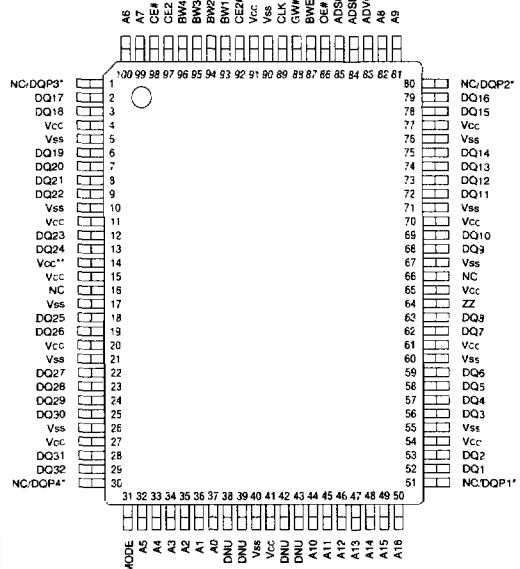 A6 A7 CE# CE2 BW4 BW3 BW2 BW1 Vcc Vss CLK GW# BWE OE# A8 A9
100 99 98 97 96 95 94 93 92 91 90 89 88 87 86 85 84 83 82 81
NC/DQP3* 1
DQ17 2
DQ18 3
Vcc 4
Vss 5
DQ19 6
DQ20 7
DQ21 8
DQ22 9
Vss 10
Vcc 11
DQ23 12
DQ24 13
Vcc** 14
Vcc 15
NC 16
Vss 17
DQ25 18
DQ26 19
Vcc 20
Vss 21
DQ27 22
DQ28 23
DQ29 24
DQ30 25
Vss 26
Vcc 27
DQ31 28
DQ32 29
NC/DQP4* 30
80 NC/DQP2*
79 DQ16
78 DQ15
77 Vcc
76 Vss
75 DQ14
74 DQ13
73 DQ12
72 DQ11
71 Vss
70 Vcc
69 DQ10
68 DQ9
67 Vss
66 NC
65 Vcc
64 ZZ
63 DQ8
62 DQ7
61 Vcc
60 Vss
59 DQ6
58 DQ5
57 DQ4
56 DQ3
55 Vss
54 Vcc
53 DQ2
52 DQ1
51 NC/DQP1*
31 32 33 34 35 36 37 38 39 40 41 42 43 44 45 46 47 48 49 50
MODE A5 A4 A3 A2 A1 A0 DNU DNU Vss Vcc DNU DNU A10 A11 A12 A13 A14 A15 A16